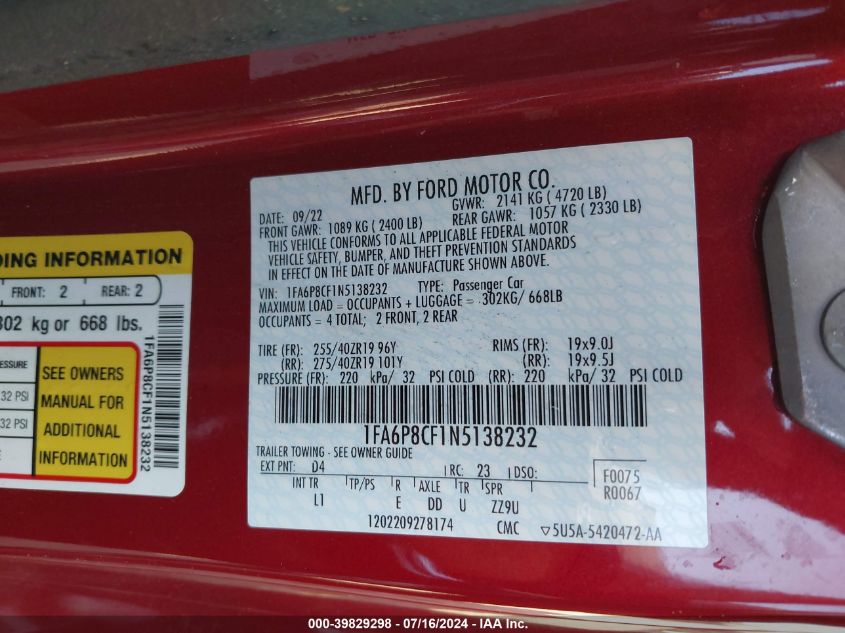 DING INFORMATION
FRONT: 2 REAR: 2
302 kg or 668 lbs.
PRESSURE
32 PSI
32 PSI
SEE OWNERS
MANUAL FOR
ADDITIONAL
INFORMATION
1FA6P8CF1N5138232
MFD. BY FORD MOTOR CO.
DATE: 09/22 GVWR: 2141 KG ( 4720 LB)
FRONT GAWR: 1089 KG ( 2400 LB) REAR GAWR: 1057 KG ( 2330 LB)
THIS VEHICLE CONFORMS TO ALL APPLICABLE FEDERAL MOTOR
VEHICLE SAFETY, BUMPER, AND THEFT PREVENTION STANDARDS
IN EFFECT ON THE DATE OF MANUFACTURE SHOWN ABOVE.
VIN: 1FA6P8CF1N5138232 TYPE: Passenger Car
MAXIMUM LOAD = OCCUPANTS + LUGGAGE = 302KG/ 668LB
OCCUPANTS = 4 TOTAL; 2 FRONT, 2 REAR
TIRE (FR): 255/40ZR19 96Y RIMS (FR): 19x9.0J
(RR): 275/40ZR19 101Y (RR): 19x9.5J
PRESSURE (FR): 220 kPa/ 32 PSI COLD (RR): 220 kPa/ 32 PSI COLD
1FA6P8CF1N5138232
TRAILER TOWING - SEE OWNER GUIDE
EXT PNT: D4 RC: 23 DSO: F0075
INT TR TP/PS R AXLE TR SPR R0067
L1 E DD U ZZ9U
1202209278174 CMC ▽5U5A-5420472-AA
000-39829298 - 07/16/2024 - IAA Inc.